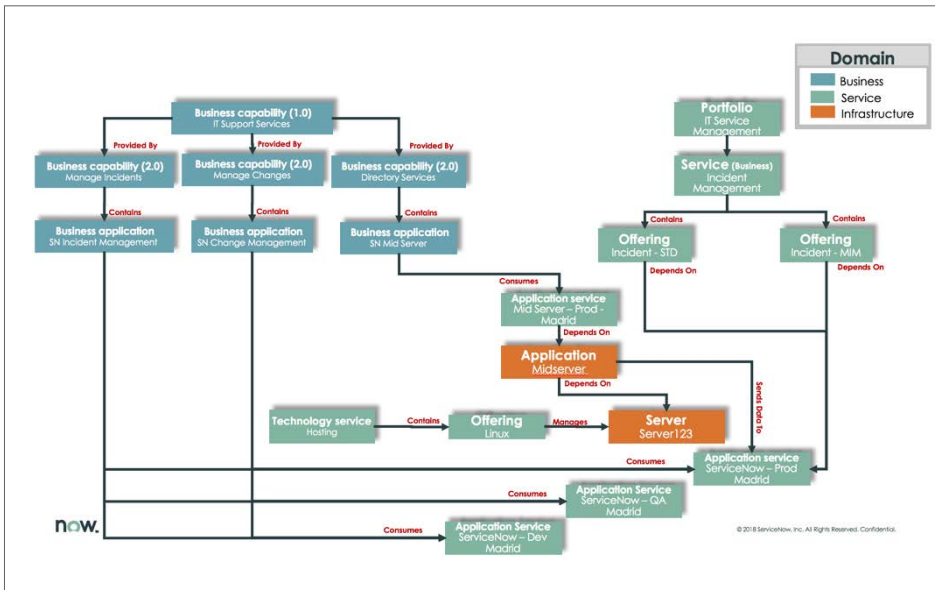 Domain
Business
Service
Infrastructure
Business capability (1.0)
IT Support Services
Portfolio
IT Service
Management
Provided By
Provided By
Provided By
Business capability (2.0)
Manage Incidents
Business capability (2.0)
Manage Changes
Business capability (2.0)
Directory Services
Service (Business)
Incident
Management
Contains
Contains
Contains
Contains
Contains
Business application
SN Incident Management
Business application
SN Change Management
Business application
SN Mid Server
Offering
Incident - STD
Offering
Incident - MIM
Depends On
Depends On
Consumes
Application service
Mid Server – Prod -
Madrid
Depends On
Application
Midserver
Depends On
Sends Data To
Technology service
Hosting
Contains
Offering
Linux
Manages
Server
Server123
Consumes
Application service
ServiceNow – Prod
Madrid
Consumes
Application Service
ServiceNow – QA
Madrid
Consumes
Application Service
ServiceNow – Dev
Madrid
now.
© 2018 ServiceNow, Inc. All Rights Reserved. Confidential.